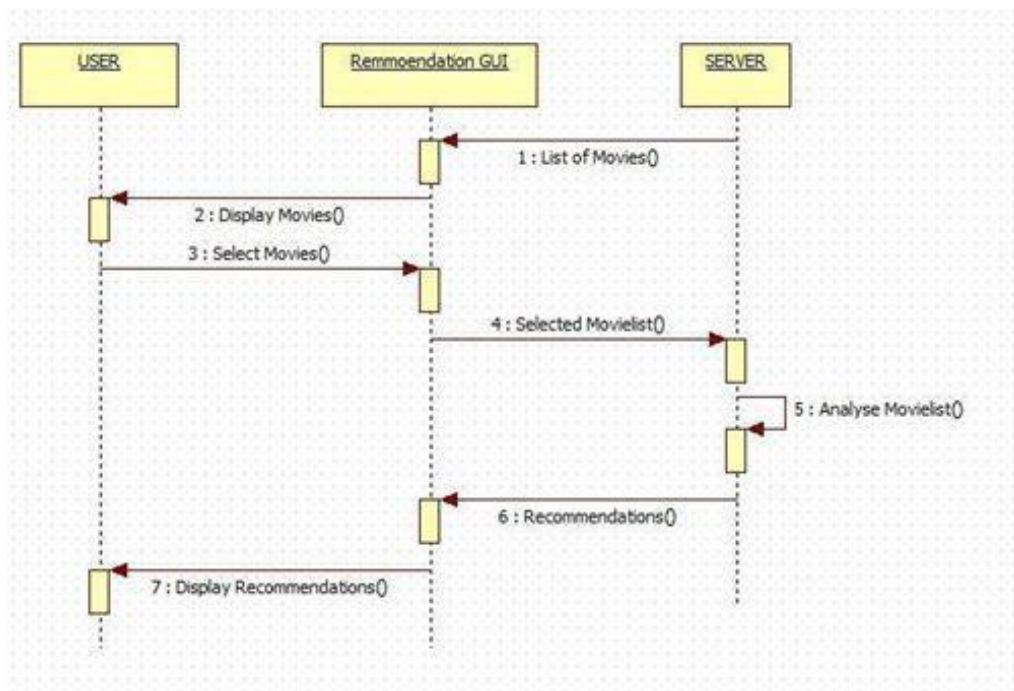 USER
Remmoendation GUI
SERVER
1 : List of Movies()
2 : Display Movies()
3 : Select Movies()
4 : Selected Movielist()
5 : Analyse Movielist()
6 : Recommendations()
7 : Display Recommendations()